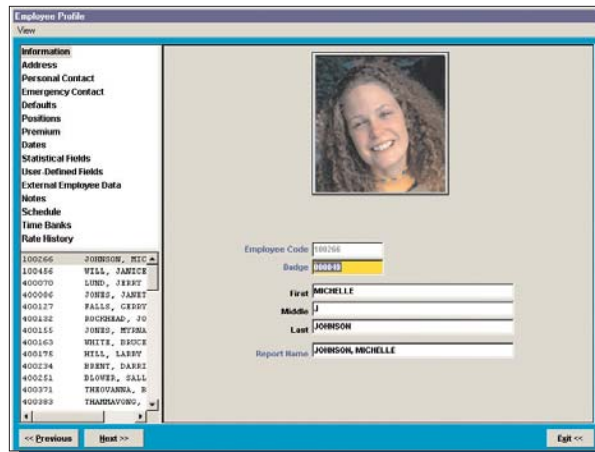 Employee Profile
View
Information
Address
Personal Contact
Emergency Contact
Defaults
Positions
Premium
Dates
Statistical Fields
User-Defined Fields
External Employee Data
Notes
Schedule
Time Banks
Rate History
100266 JOHNSON, MIC
100456 WILL, JANICE
400070 LUND, JERRY
400086 JONES, JANET
400127 FALLS, GERRY
400132 ROCKHEAD, JO
400155 JONES, MYRNA
400163 WHITE, BRUCE
400175 HILL, LARRY
400234 BRENT, DARRI
400251 BLOWER, SALL
400371 THEOVANNA, B
400383 THAMMAVONG,
Employee Code 100266
Badge
First MICHELLE
Middle J
Last JOHNSON
Report Name JOHNSON, MICHELLE
<< Previous Next >> Exit <<